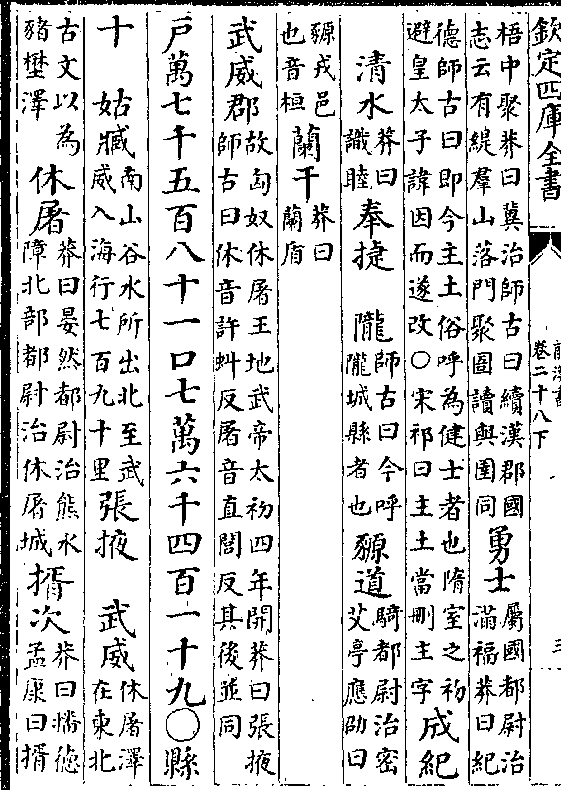 欽定四庫全書
卷二十八下
梧中聚莽曰冀治師古曰續漢郡國
志云有緹羣山落門聚圄讀與圉同
勇士
屬國都尉治
滿福莽曰紀
德師古曰即今主土俗呼為健士者也隋室之初
避皇太子諱因而遂改○宋祁曰主土當刪主字
成紀
清水
莽曰
識睦
奉捷
隴
師古曰今呼
隴城縣者也
豲道
騎都尉治密
艾亭應劭曰
豲戎邑
也音桓
蘭干
莽曰
蘭盾
武威郡
故匈奴休屠王地武帝太初四年開莽曰張掖
師古曰休音許虯反屠音直閭反其後並同
戶萬七千五百八十一口七萬六千四百一十九○縣
十
姑臧
南山谷水所出北至武
威入海行七百九十里
張掖
武威
休屠澤
在東北
古文以為
豬壄澤
休屠
莽曰晏然都尉治熊水
障北部都尉治休屠城
揟次
莽曰播德
孟康曰揟